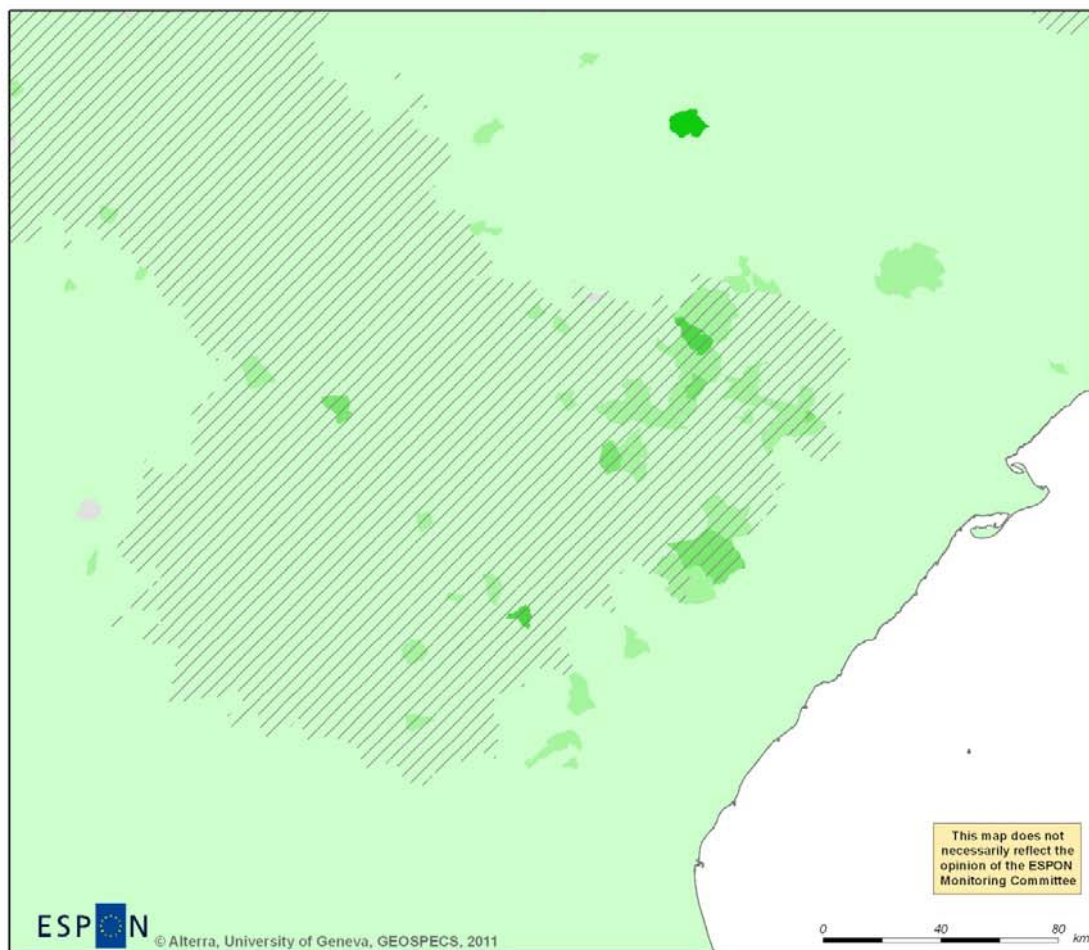 This map does not
necessarily reflect the
opinion of the ESPON
Monitoring Committee
ESPON
© Alterra, University of Geneva, GEOSPECS, 2011
0 40 80
km